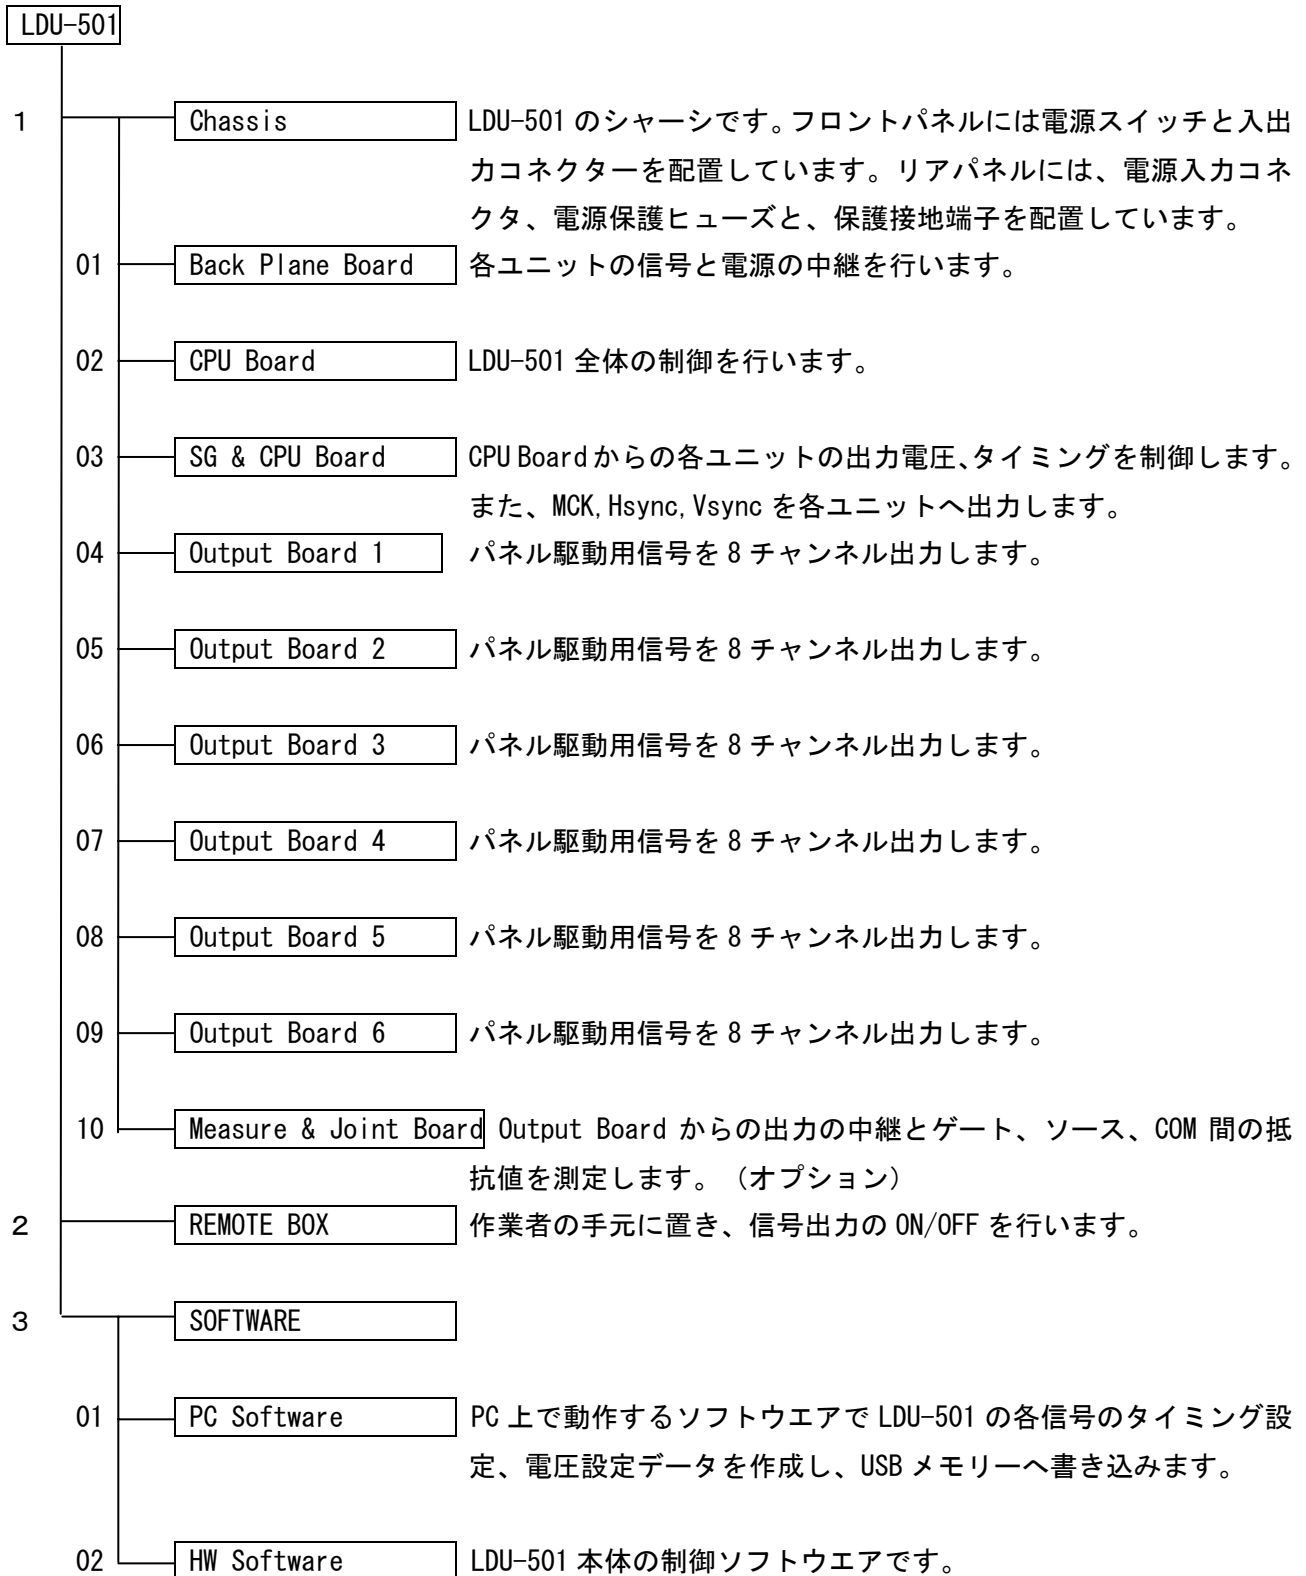 LDU-501
1 Chassis LDU-501 のシャーシです。フロントパネルには電源スイッチと入出
力コネクターを配置しています。リアパネルには、電源入力コネ
クタ、電源保護ヒューズと、保護接地端子を配置しています。
01 Back Plane Board 各ユニットの信号と電源の中継を行います。
02 CPU Board LDU-501 全体の制御を行います。
03 SG & CPU Board CPU Board からの各ユニットの出力電圧、タイミングを制御します。
また、MCK,Hsync,Vsync を各ユニットへ出力します。
04 Output Board 1 パネル駆動用信号を 8 チャンネル出力します。
05 Output Board 2 パネル駆動用信号を 8 チャンネル出力します。
06 Output Board 3 パネル駆動用信号を 8 チャンネル出力します。
07 Output Board 4 パネル駆動用信号を 8 チャンネル出力します。
08 Output Board 5 パネル駆動用信号を 8 チャンネル出力します。
09 Output Board 6 パネル駆動用信号を 8 チャンネル出力します。
10 Measure & Joint Board Output Board からの出力の中継とゲート、ソース、COM 間の抵
抗値を測定します。（オプション）
2 REMOTE BOX 作業者の手元に置き、信号出力の ON/OFF を行います。
3 SOFTWARE
01 PC Software PC 上で動作するソフトウエアで LDU-501 の各信号のタイミング設
定、電圧設定データを作成し、USB メモリーへ書き込みます。
02 HW Software LDU-501 本体の制御ソフトウエアです。